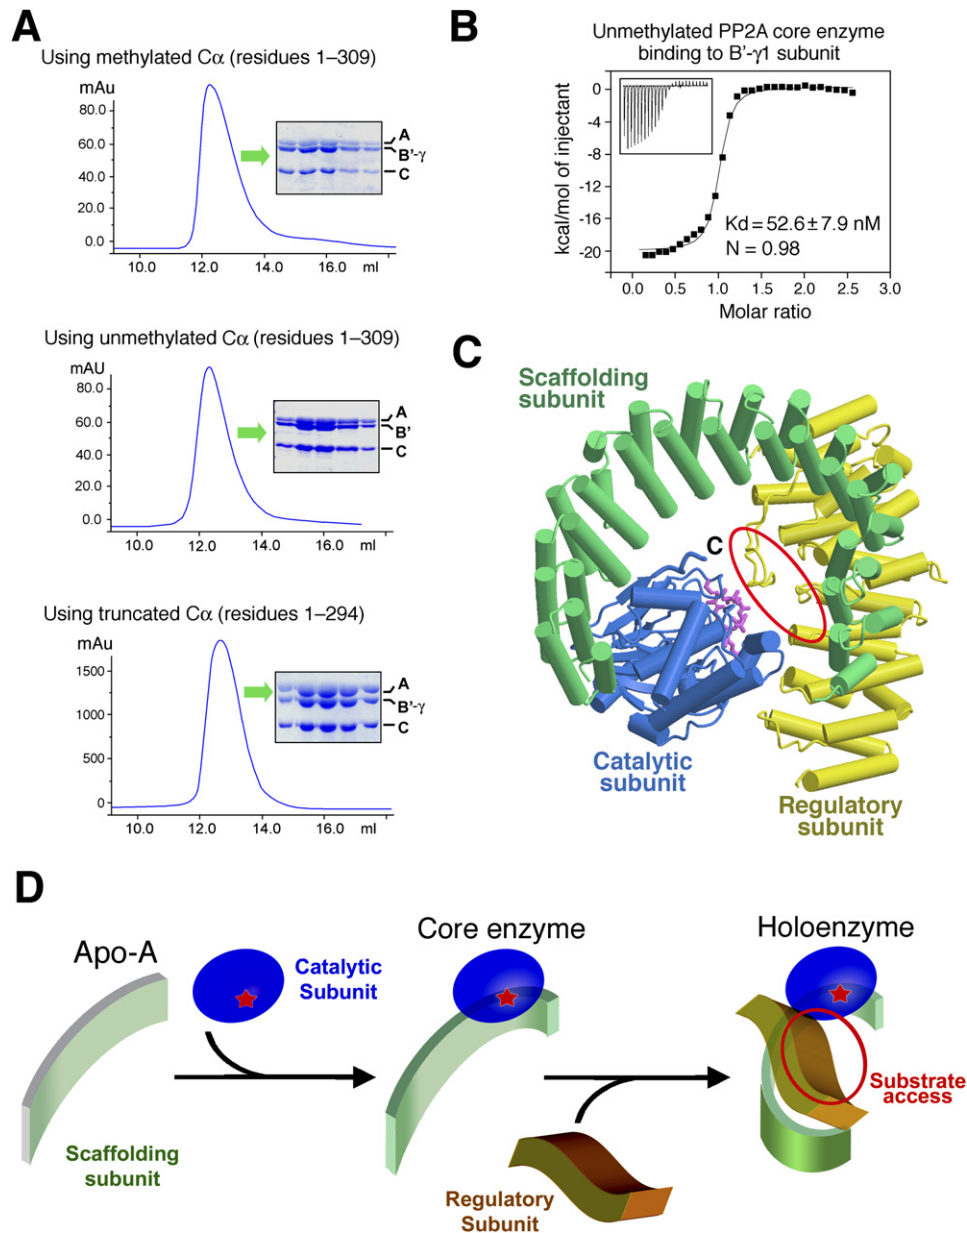 A
Using methylated Cα (residues 1–309)
mAu
80.0
60.0
40.0
20.0
0.0
10.0 12.0 14.0 16.0 ml
A
B'-γ
C
Using unmethylated Cα (residues 1–309)
mAU
80.0
60.0
40.0
20.0
0.0
10.0 12.0 14.0 16.0 ml
A
B'
C
Using truncated Cα (residues 1–294)
mAU
1500
1000
500
0
10.0 12.0 14.0 16.0 ml
A
B'-γ
C
B
Unmethylated PP2A core enzyme
binding to B'-γ1 subunit
kcal/mol of injectant
0
-4
-8
-12
-16
-20
Kd = 52.6 ± 7.9 nM
N = 0.98
0.0 0.5 1.0 1.5 2.0 2.5 3.0
Molar ratio
C
Scaffolding
subunit
C
Catalytic
subunit
Regulatory
subunit
D
Apo-A
Catalytic
Subunit
Scaffolding
subunit
Core enzyme
Regulatory
Subunit
Holoenzyme
Substrate
access